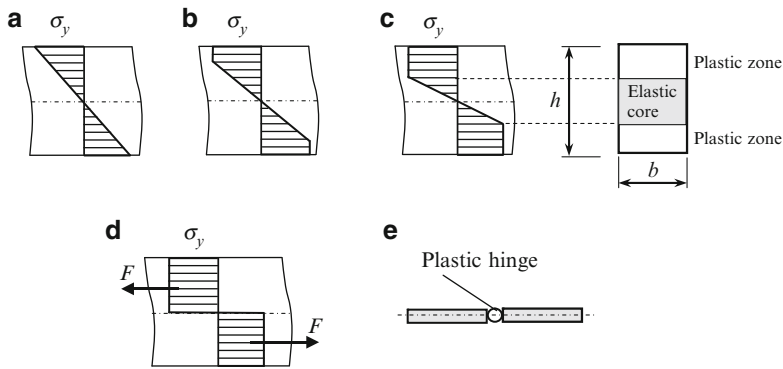 a b c
σy σy σy
Plastic zone
h
Elastic
core
Plastic zone
b
d e
σy
F
Plastic hinge
F